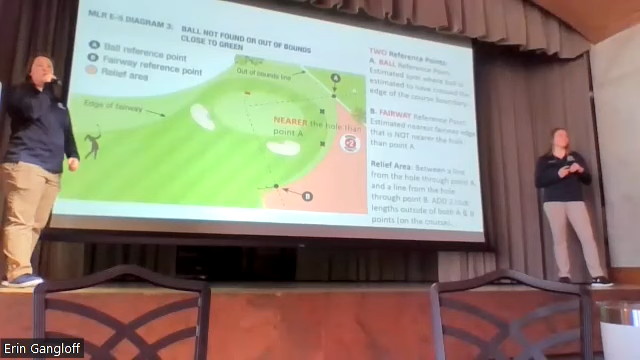 MLR E-5 DIAGRAM 3: BALL NOT FOUND OR OUT OF BOUNDS
CLOSE TO GREEN
A Ball reference point
B Fairway reference point
Relief area
Out of bounds line
A
Edge of fairway
NEARER the hole than
point A
B
TWO Reference Points:
A. BALL Reference Point:
Estimated spot where ball is
estimated to have crossed the
edge of the course boundary.
B. FAIRWAY Reference Point:
Estimated nearest fairway edge
that is NOT nearer the hole
than point A
Relief Area: Between a line
from the hole through point A,
and a line from the hole
through point B. ADD 2 club
lengths outside of both A & B
points (on the course).
Erin Gangloff